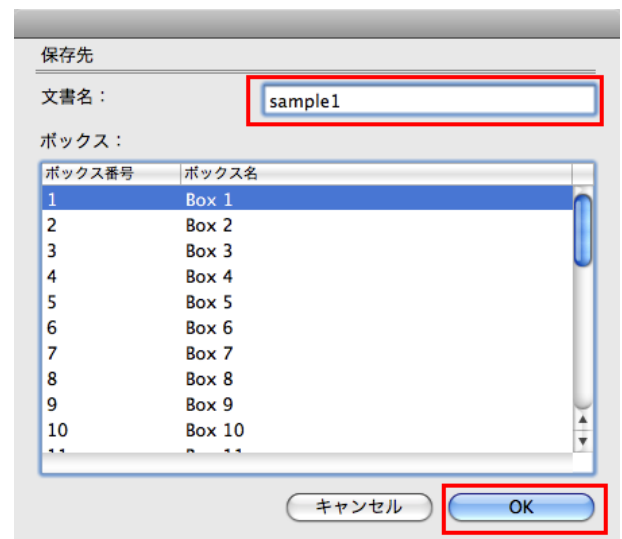 保存先
文書名：
sample1
ボックス：
ボックス番号 ボックス名
1 Box 1
2 Box 2
3 Box 3
4 Box 4
5 Box 5
6 Box 6
7 Box 7
8 Box 8
9 Box 9
10 Box 10
キャンセル OK